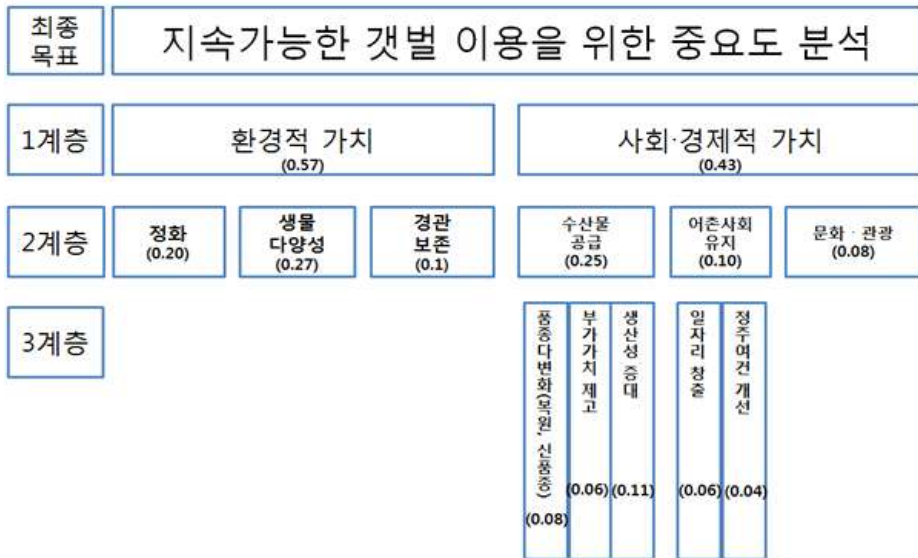 최종
목표
지속가능한 갯벌 이용을 위한 중요도 분석
1계층
환경적 가치
(0.57)
사회·경제적 가치
(0.43)
2계층
정화
(0.20)
생물
다양성
(0.27)
경관
보존
(0.1)
수산물
공급
(0.25)
어촌사회
유지
(0.10)
문화 · 관광
(0.08)
3계층
품종다변화(복원, 신품종)
(0.08)
부가가치 제고
(0.06)
생산성 증대
(0.11)
일자리 창출
(0.06)
정주여건 개선
(0.04)